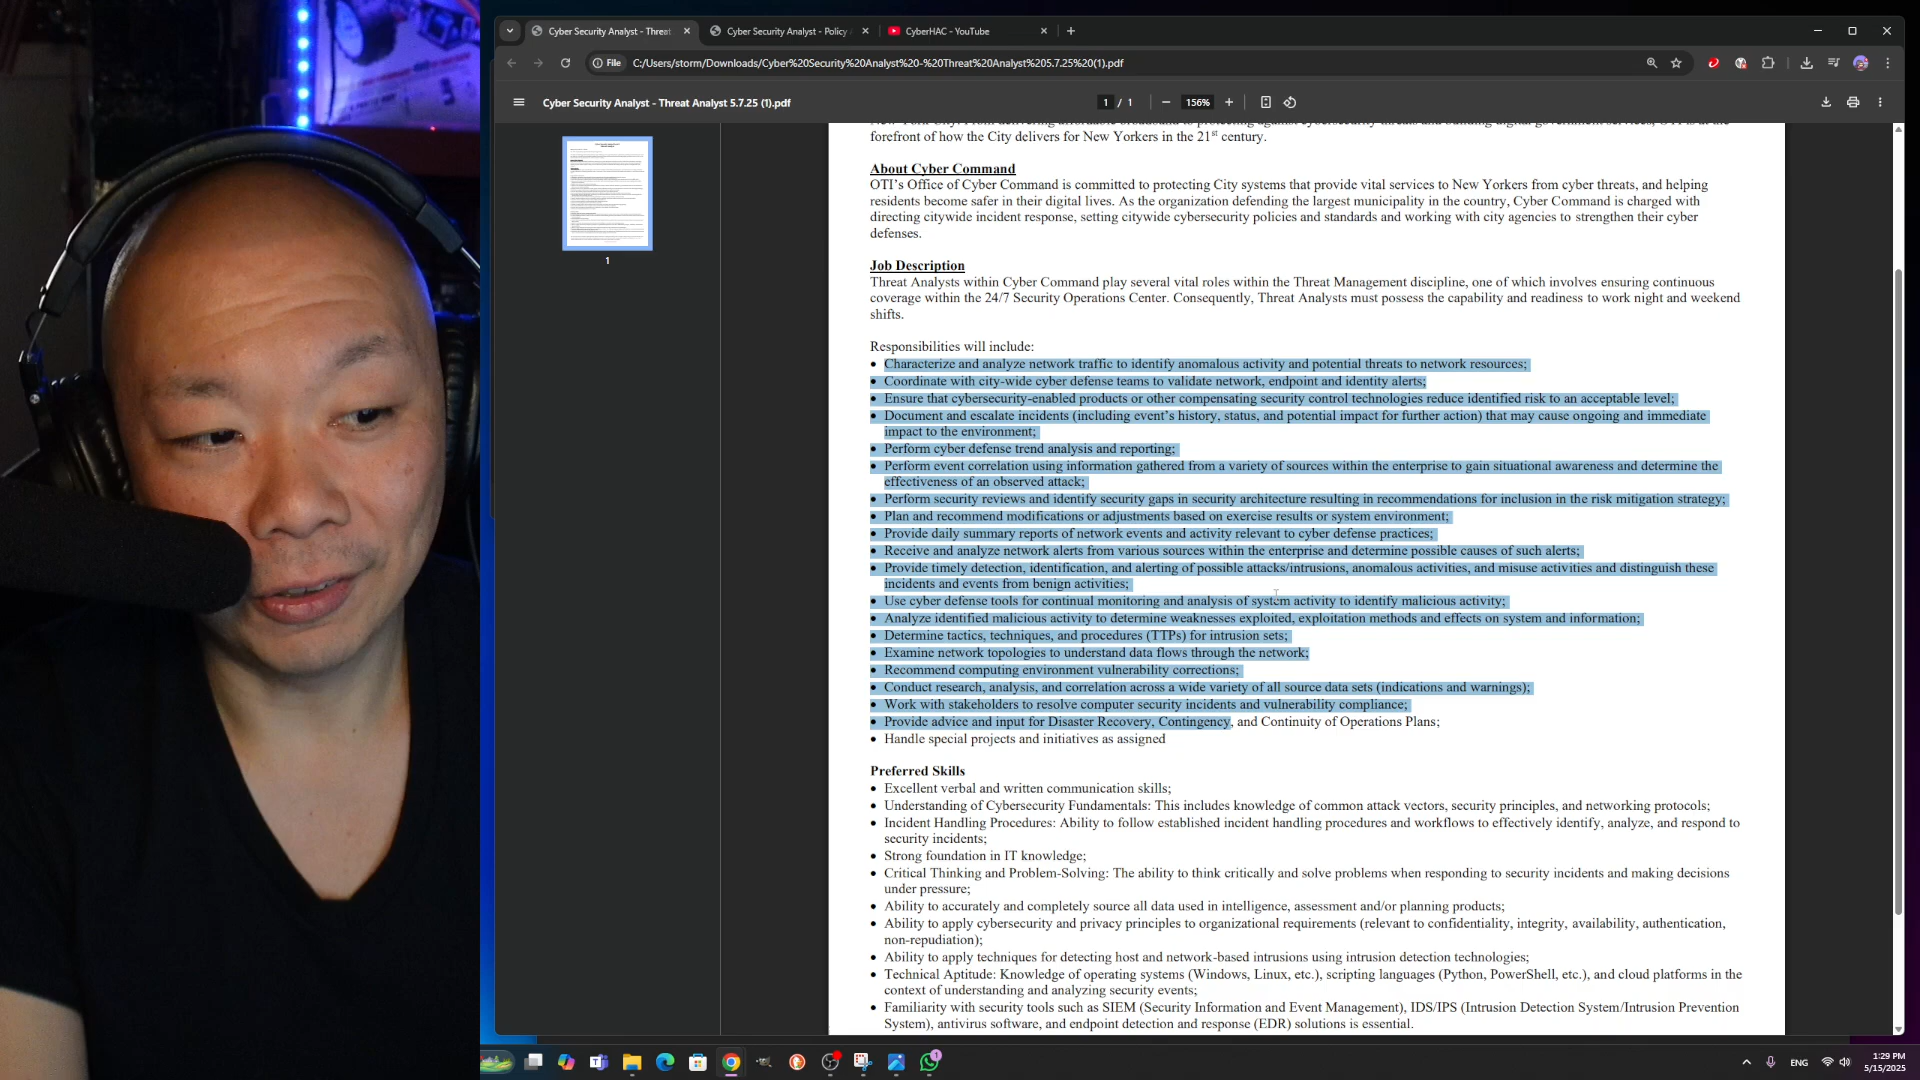 Cyber Security Analyst - Threat
Cyber Security Analyst - Policy
CyberHAC - YouTube
File
C:/Users/storm/Downloads/Cyber%20Security%20Analyst%20-%20Threat%20Analyst%205.7.25%20(1).pdf
Cyber Security Analyst - Threat Analyst 5.7.25 (1).pdf
1 / 1
156%
1
forefront of how the City delivers for New Yorkers in the 21st century.
About Cyber Command
OTI's Office of Cyber Command is committed to protecting City systems that provide vital services to New Yorkers from cyber threats, and helping
residents become safer in their digital lives. As the organization defending the largest municipality in the country, Cyber Command is charged with
directing citywide incident response, setting citywide cybersecurity policies and standards and working with city agencies to strengthen their cyber
defenses.
Job Description
Threat Analysts within Cyber Command play several vital roles within the Threat Management discipline, one of which involves ensuring continuous
coverage within the 24/7 Security Operations Center. Consequently, Threat Analysts must possess the capability and readiness to work night and weekend
shifts.
Responsibilities will include:
• Characterize and analyze network traffic to identify anomalous activity and potential threats to network resources;
• Coordinate with city-wide cyber defense teams to validate network, endpoint and identity alerts;
• Ensure that cybersecurity-enabled products or other compensating security control technologies reduce identified risk to an acceptable level;
• Document and escalate incidents (including event's history, status, and potential impact for further action) that may cause ongoing and immediate
impact to the environment;
• Perform cyber defense trend analysis and reporting;
• Perform event correlation using information gathered from a variety of sources within the enterprise to gain situational awareness and determine the
effectiveness of an observed attack;
• Perform security reviews and identify security gaps in security architecture resulting in recommendations for inclusion in the risk mitigation strategy;
• Plan and recommend modifications or adjustments based on exercise results or system environment;
• Provide daily summary reports of network events and activity relevant to cyber defense practices;
• Receive and analyze network alerts from various sources within the enterprise and determine possible causes of such alerts;
• Provide timely detection, identification, and alerting of possible attacks/intrusions, anomalous activities, and misuse activities and distinguish these
incidents and events from benign activities;
• Use cyber defense tools for continual monitoring and analysis of system activity to identify malicious activity;
• Analyze identified malicious activity to determine weaknesses exploited, exploitation methods and effects on system and information;
• Determine tactics, techniques, and procedures (TTPs) for intrusion sets;
• Examine network topologies to understand data flows through the network;
• Recommend computing environment vulnerability corrections;
• Conduct research, analysis, and correlation across a wide variety of all source data sets (indications and warnings);
• Work with stakeholders to resolve computer security incidents and vulnerability compliance;
• Provide advice and input for Disaster Recovery, Contingency, and Continuity of Operations Plans;
• Handle special projects and initiatives as assigned
Preferred Skills
• Excellent verbal and written communication skills;
• Understanding of Cybersecurity Fundamentals: This includes knowledge of common attack vectors, security principles, and networking protocols;
• Incident Handling Procedures: Ability to follow established incident handling procedures and workflows to effectively identify, analyze, and respond to
security incidents;
• Strong foundation in IT knowledge;
• Critical Thinking and Problem-Solving: The ability to think critically and solve problems when responding to security incidents and making decisions
under pressure;
• Ability to accurately and completely source all data used in intelligence, assessment and/or planning products;
• Ability to apply cybersecurity and privacy principles to organizational requirements (relevant to confidentiality, integrity, availability, authentication,
non-repudiation);
• Ability to apply techniques for detecting host and network-based intrusions using intrusion detection technologies;
• Technical Aptitude: Knowledge of operating systems (Windows, Linux, etc.), scripting languages (Python, PowerShell, etc.), and cloud platforms in the
context of understanding and analyzing security events;
• Familiarity with security tools such as SIEM (Security Information and Event Management), IDS/IPS (Intrusion Detection System/Intrusion Prevention
System), antivirus software, and endpoint detection and response (EDR) solutions is essential.
ENG
1:29 PM
5/15/2025